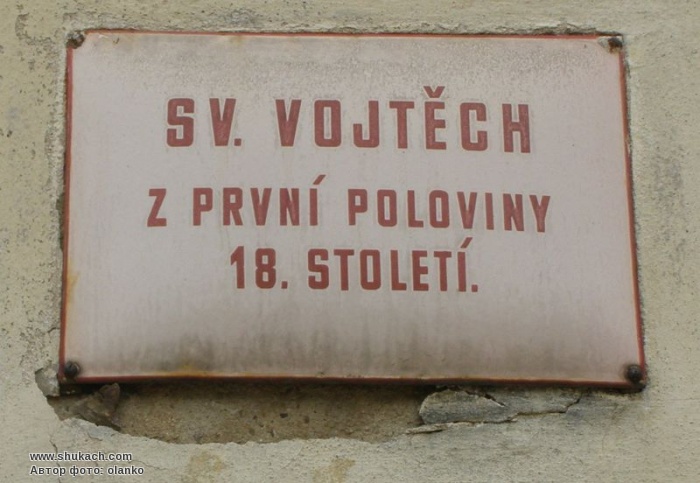 SV. VOJTĚCH
Z PRVNÍ POLOVINY
18. STOLETÍ.
www.shukach.com
Автор фото: olanko